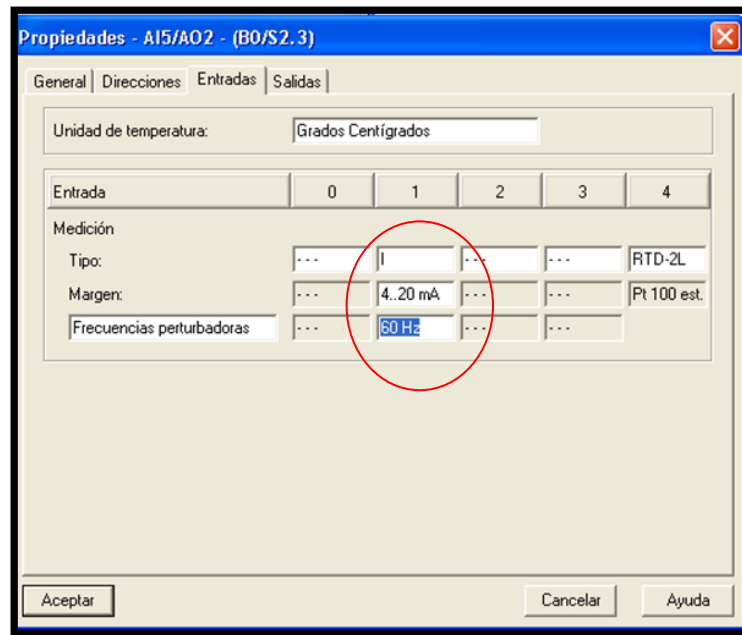 Propiedades - AI5/AO2 - (B0/S2.3)
General Direcciones Entradas Salidas
Unidad de temperatura: Grados Centígrados
Entrada 0 1 2 3 4
Medición
Tipo: --- I --- --- RTD-2L
Margen: --- 4..20 mA --- --- Pt 100 est.
Frecuencias perturbadoras --- 60 Hz --- ---
Aceptar Cancelar Ayuda